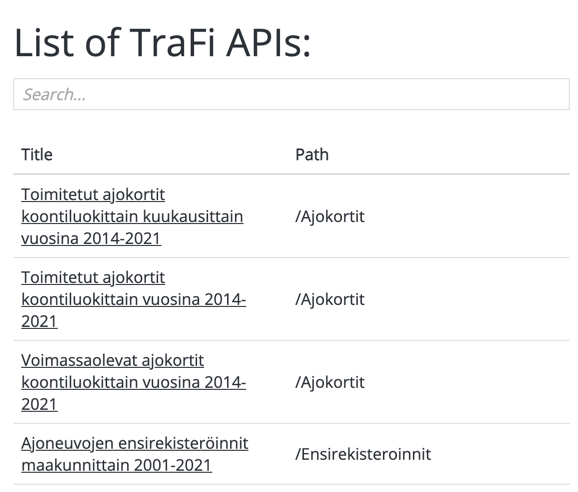 List of TraFi APIs:
Search...
Title Path
Toimitetut ajokortit
koontiluokittain kuukausittain /Ajokortit
vuosina 2014-2021
Toimitetut ajokortit
koontiluokittain vuosina 2014- /Ajokortit
2021
Voimassaolevat ajokortit
koontiluokittain vuosina 2014- /Ajokortit
2021
Ajoneuvojen ensirekisteröinnit
maakunnittain 2001-2021
/Ensirekisteroinnit